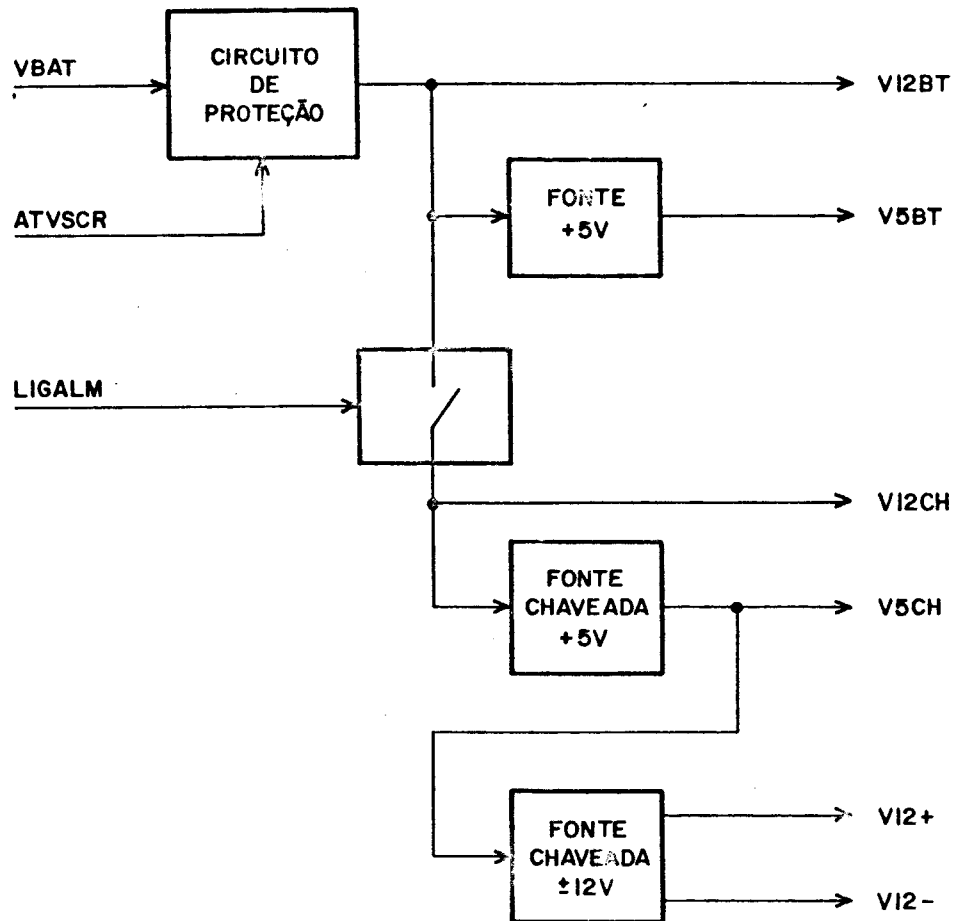 VBAT
CIRCUITO
DE
PROTEÇÃO
V12BT
ATVSCR
FONTE
+5V
V5BT
LIGALM
V12CH
FONTE
CHAVEADA
+5V
V5CH
FONTE
CHAVEADA
±12V
V12+
V12-